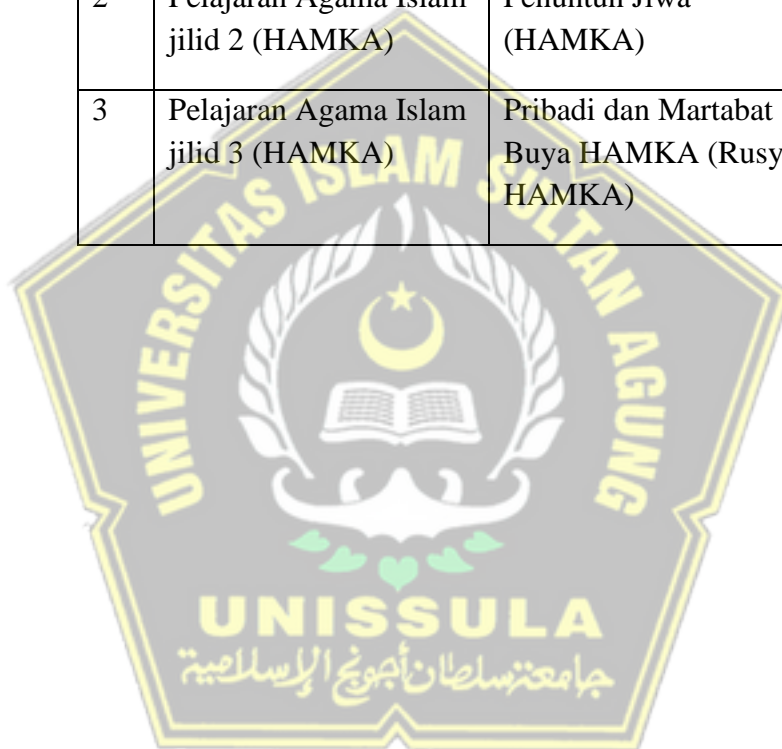 2 Pelajaran Agama Islam Penuntun Jiwa
jilid 2 (HAMKA) (HAMKA)
3 Pelajaran Agama Islam Pribadi dan Martabat
jilid 3 (HAMKA) Buya HAMKA (Rusy
HAMKA)
UNIVERSITAS ISLAM SULTAN AGUNG
UNISSULA
جامعة سلطان أجونج الإسلامية